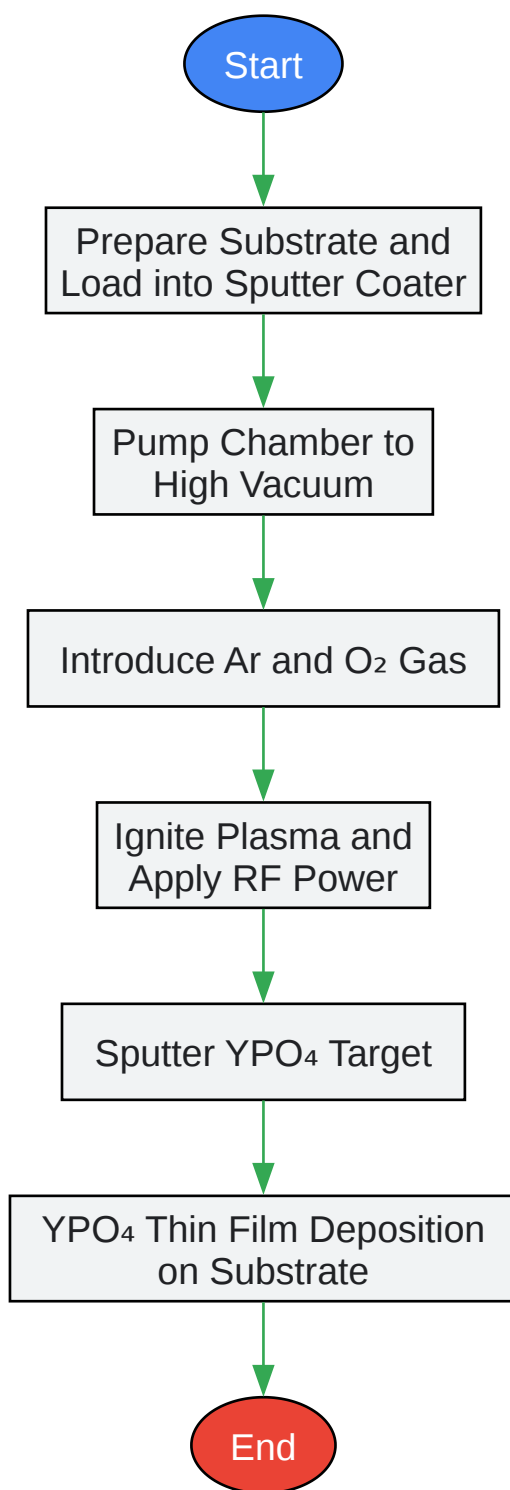 Start
Prepare Substrate and
Load into Sputter Coater
Pump Chamber to
High Vacuum
Introduce Ar and O₂ Gas
Ignite Plasma and
Apply RF Power
Sputter YPO₄ Target
YPO₄ Thin Film Deposition
on Substrate
End